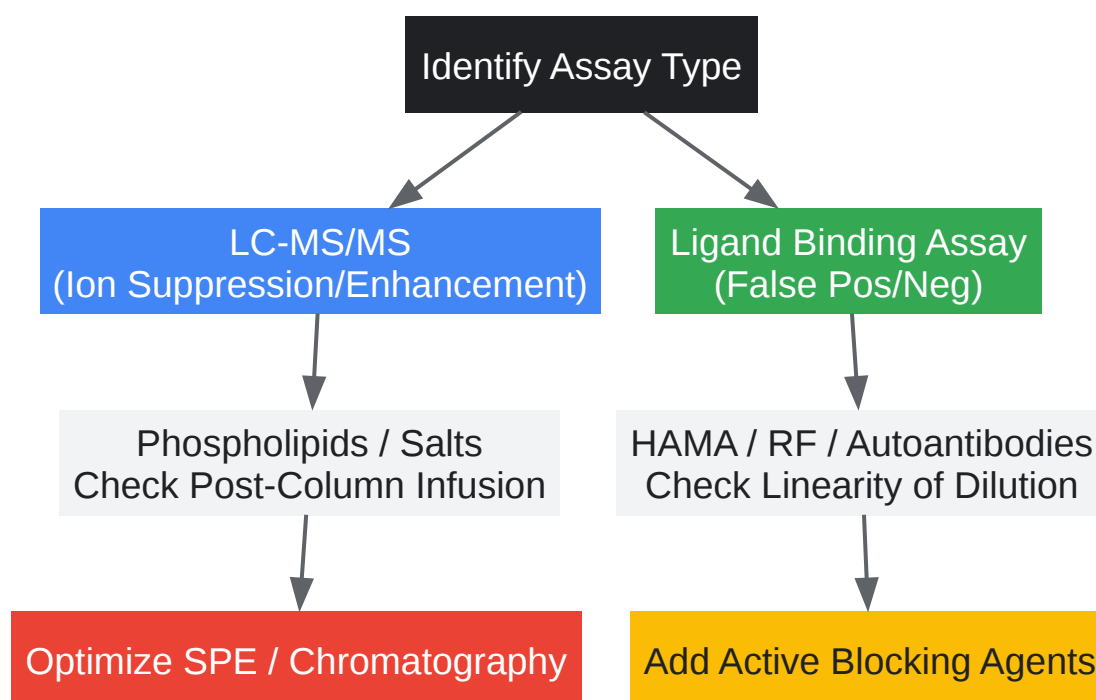 Identify Assay Type
LC-MS/MS
(Ion Suppression/Enhancement)
Ligand Binding Assay
(False Pos/Neg)
Phospholipids / Salts
Check Post-Column Infusion
HAMA / RF / Autoantibodies
Check Linearity of Dilution
Optimize SPE / Chromatography
Add Active Blocking Agents